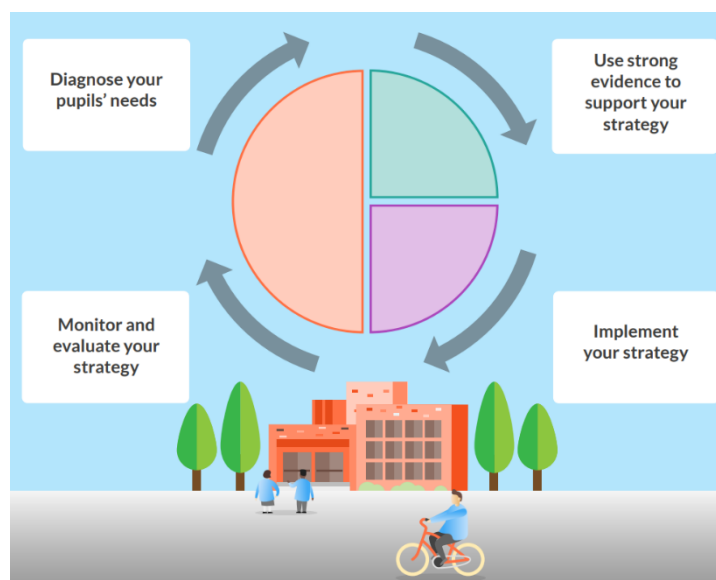 Diagnose your
pupils' needs
Use strong
evidence to
support your
strategy
Monitor and
evaluate your
strategy
Implement
your strategy